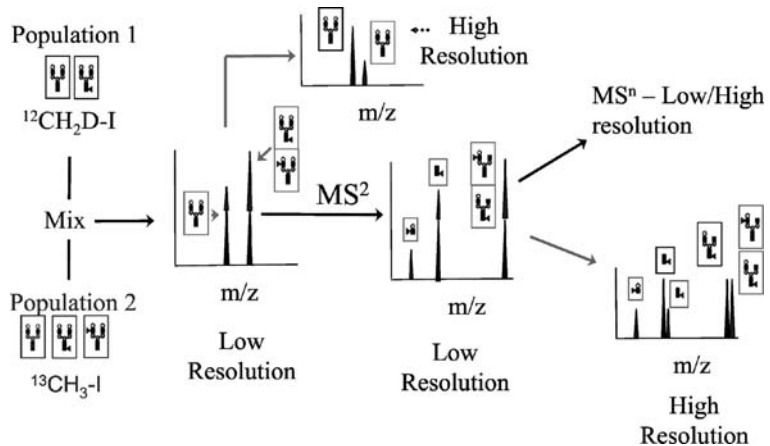 Population 1
¹²CH₂D-I
Mix
Population 2
¹³CH₃-I
High
Resolution
m/z
m/z
Low
Resolution
MS²
m/z
Low
Resolution
MSⁿ – Low/High
resolution
m/z
High
Resolution